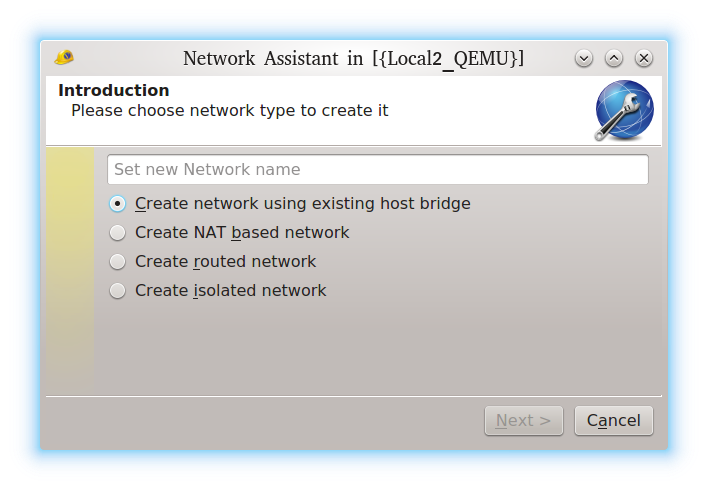 Network Assistant in [{Local2_QEMU}]
Introduction
Please choose network type to create it
Set new Network name
Create network using existing host bridge
Create NAT based network
Create routed network
Create isolated network
Next >
Cancel